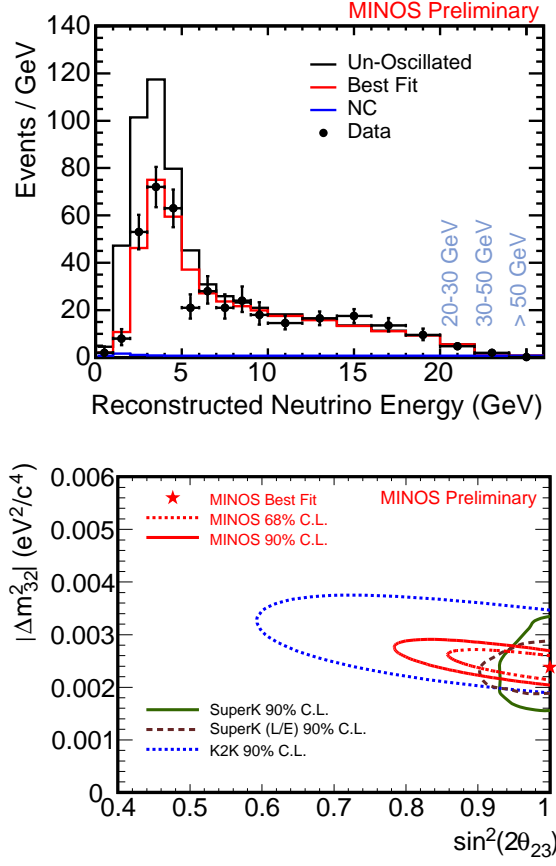 MINOS Preliminary
140
120
100
80
60
40
20
0
Events / GeV
Un-Oscillated
Best Fit
NC
Data
20-30 GeV
30-50 GeV
> 50 GeV
0 5 10 15 20 25
Reconstructed Neutrino Energy (GeV)
0.006
0.005
0.004
0.003
0.002
0.001
0
|Δm²₃₂| (eV²/c⁴)
MINOS Best Fit
MINOS 68% C.L.
MINOS 90% C.L.
MINOS Preliminary
SuperK 90% C.L.
SuperK (L/E) 90% C.L.
K2K 90% C.L.
0.4 0.5 0.6 0.7 0.8 0.9 1
sin²(2θ₂₃)